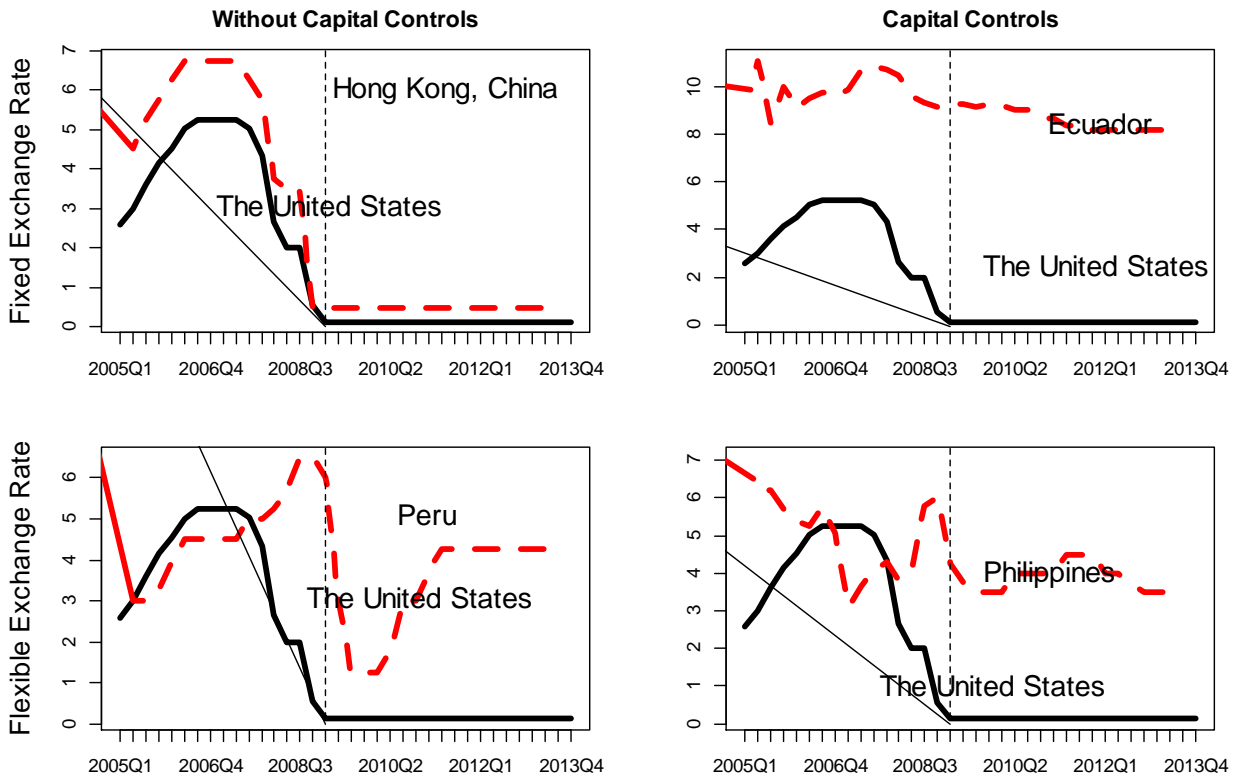 Without Capital Controls
Capital Controls
Fixed Exchange Rate
7
6
5
4
3
2
1
0
Hong Kong, China
The United States
2005Q1 2006Q4 2008Q3 2010Q2 2012Q1 2013Q4
10
8
6
4
2
0
Ecuador
The United States
2005Q1 2006Q4 2008Q3 2010Q2 2012Q1 2013Q4
Flexible Exchange Rate
6
5
4
3
2
1
0
Peru
The United States
2005Q1 2006Q4 2008Q3 2010Q2 2012Q1 2013Q4
7
6
5
4
3
2
1
0
Philippines
The United States
2005Q1 2006Q4 2008Q3 2010Q2 2012Q1 2013Q4